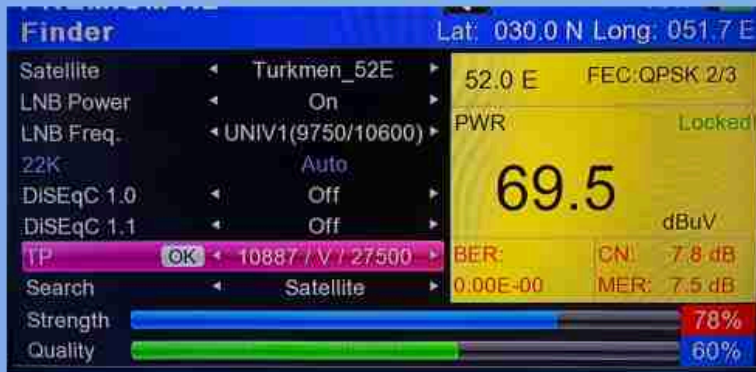 Finder
Lat: 030.0 N Long: 051.7 E
Satellite Turkmen_52E
LNB Power On
LNB Freq. UNIV1(9750/10600)
22K Auto
DiSEqC 1.0 Off
DiSEqC 1.1 Off
TP OK 10887 / V / 27500
Search Satellite
52.0 E FEC:QPSK 2/3
PWR Locked
69.5
dBuV
BER: CN: 7.8 dB
0.00E-00 MER: 7.5 dB
Strength 78%
Quality 60%